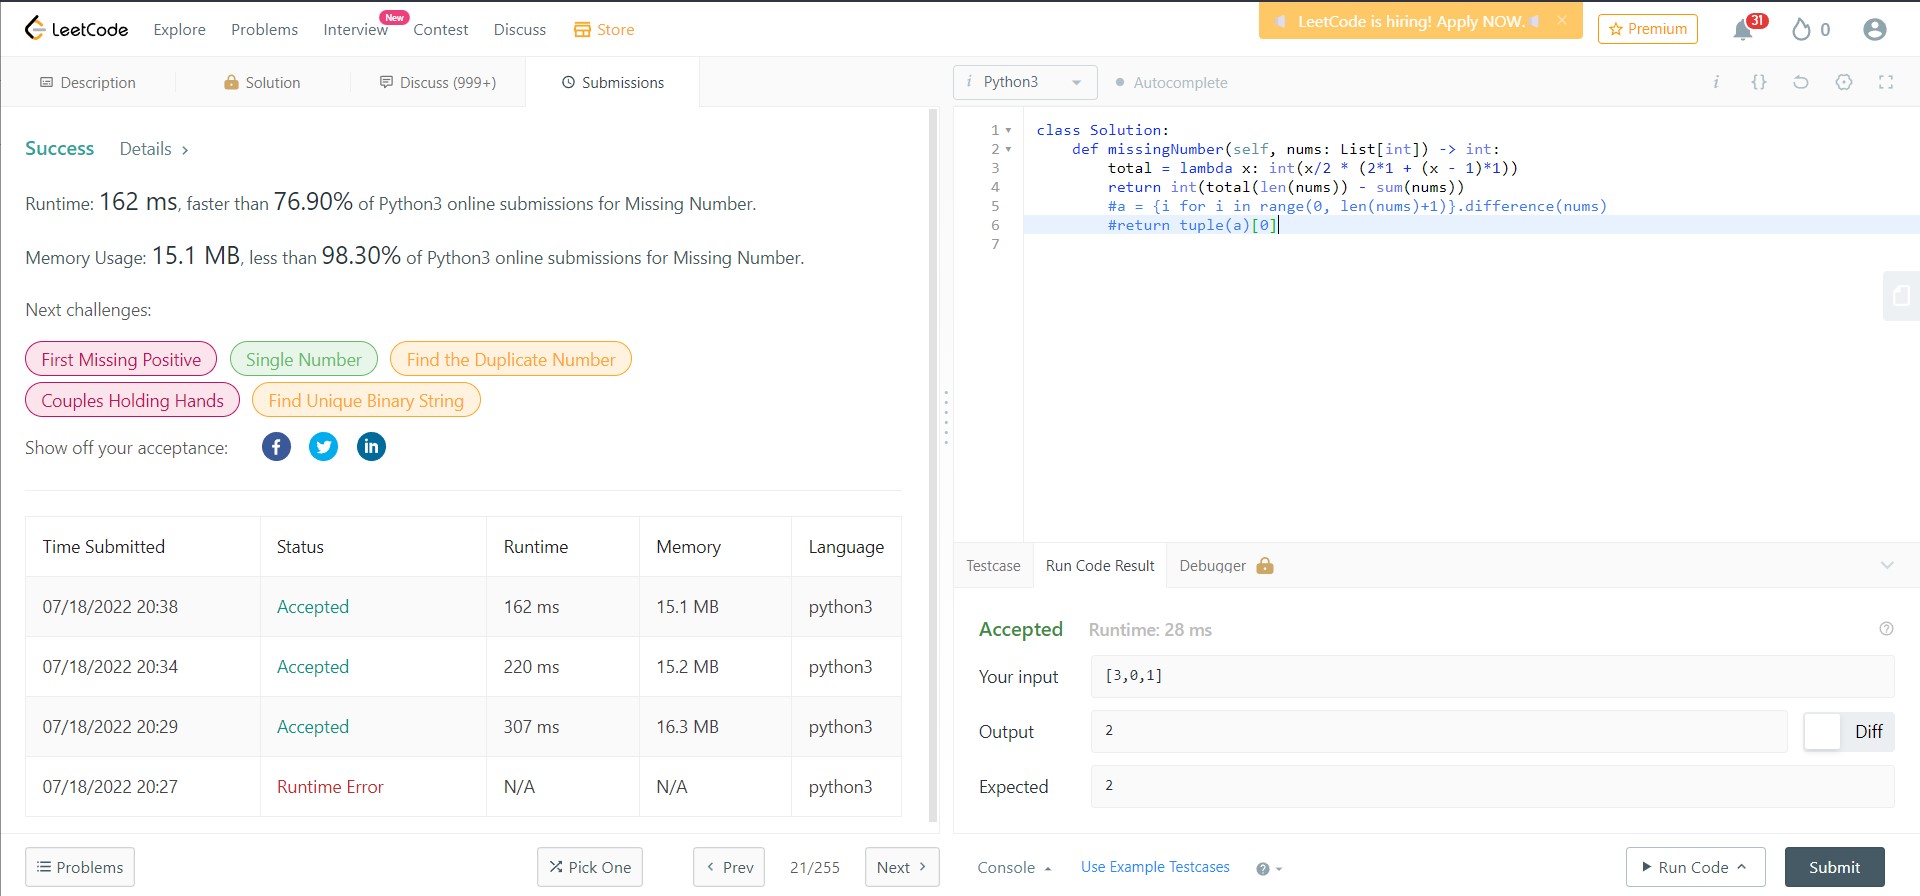 LeetCode Explore Problems Interview New Contest Discuss Store LeetCode is hiring! Apply NOW. × Premium 31 0
Description Solution Discuss (999+) Submissions
i Python3 Autocomplete i {}
Success Details >
Runtime: 162 ms, faster than 76.90% of Python3 online submissions for Missing Number.
Memory Usage: 15.1 MB, less than 98.30% of Python3 online submissions for Missing Number.
Next challenges:
First Missing Positive Single Number Find the Duplicate Number
Couples Holding Hands Find Unique Binary String
Show off your acceptance: f in
Time Submitted Status Runtime Memory Language
07/18/2022 20:38 Accepted 162 ms 15.1 MB python3
07/18/2022 20:34 Accepted 220 ms 15.2 MB python3
07/18/2022 20:29 Accepted 307 ms 16.3 MB python3
07/18/2022 20:27 Runtime Error N/A N/A python3
Problems Pick One < Prev 21/255 Next >
1 class Solution:
2 def missingNumber(self, nums: List[int]) -> int:
3 total = lambda x: int(x/2 * (2*1 + (x - 1)*1))
4 return int(total(len(nums)) - sum(nums))
5 #a = {i for i in range(0, len(nums)+1)}.difference(nums)
6 #return tuple(a)[0]
7
Testcase Run Code Result Debugger
Accepted Runtime: 28 ms ?
Your input [3,0,1]
Output 2 Diff
Expected 2
Console Use Example Testcases ? Run Code Submit